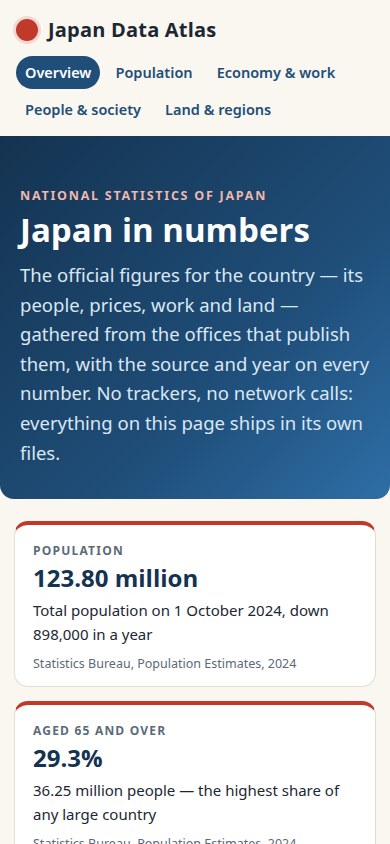 Japan Data Atlas
Overview Population Economy & work
People & society Land & regions
NATIONAL STATISTICS OF JAPAN
Japan in numbers
The official figures for the country — its
people, prices, work and land —
gathered from the offices that publish
them, with the source and year on every
number. No trackers, no network calls:
everything on this page ships in its own
files.
POPULATION
123.80 million
Total population on 1 October 2024, down
898,000 in a year
Statistics Bureau, Population Estimates, 2024
AGED 65 AND OVER
29.3%
36.25 million people — the highest share of
any large country
Statistics Bureau, Population Estimates, 2024